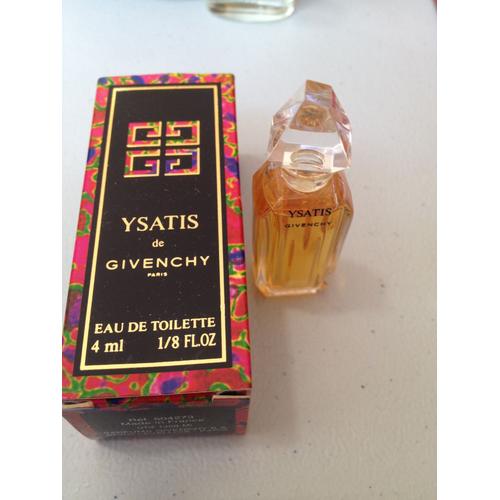 YSATIS
de
GIVENCHY
PARIS
EAU DE TOILETTE
4 ml 1/8 FL.OZ
Made in France
YSATIS
GIVENCHY